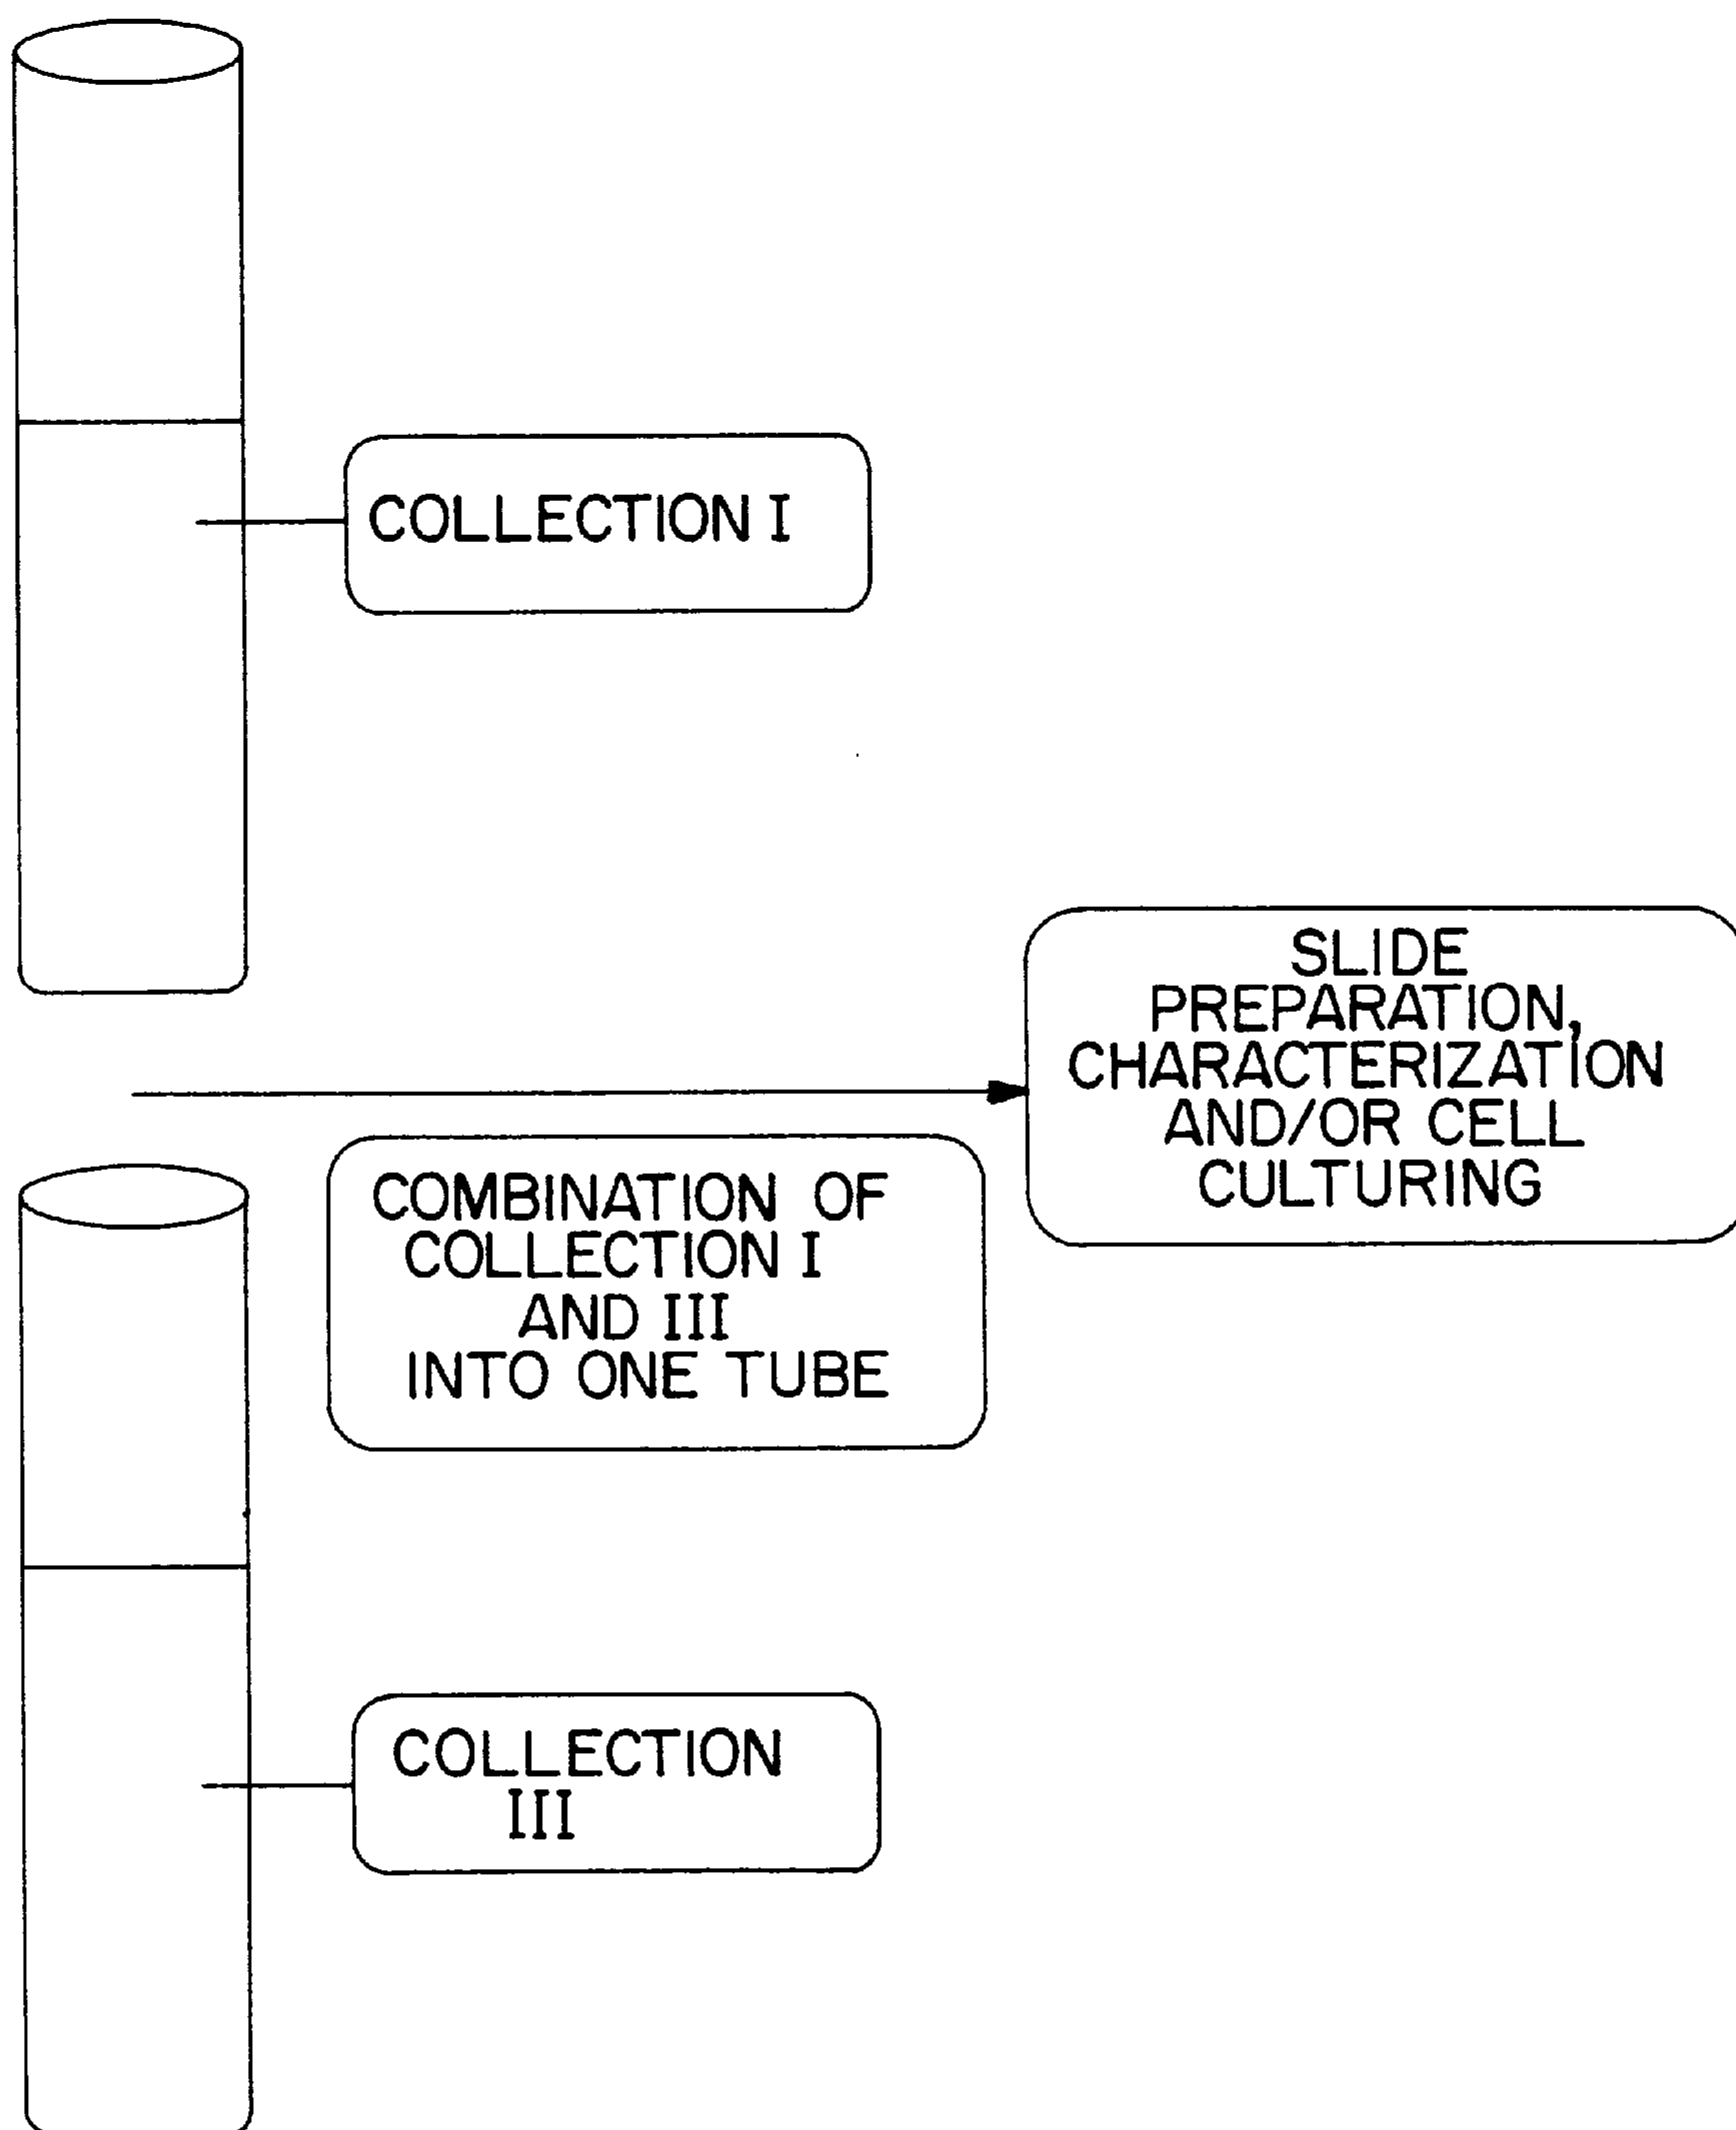 COLLECTION I
SLIDE
PREPARATION,
CHARACTERIZATION
AND/OR CELL
CULTURING
COMBINATION OF
COLLECTION I
AND III
INTO ONE TUBE
COLLECTION
III